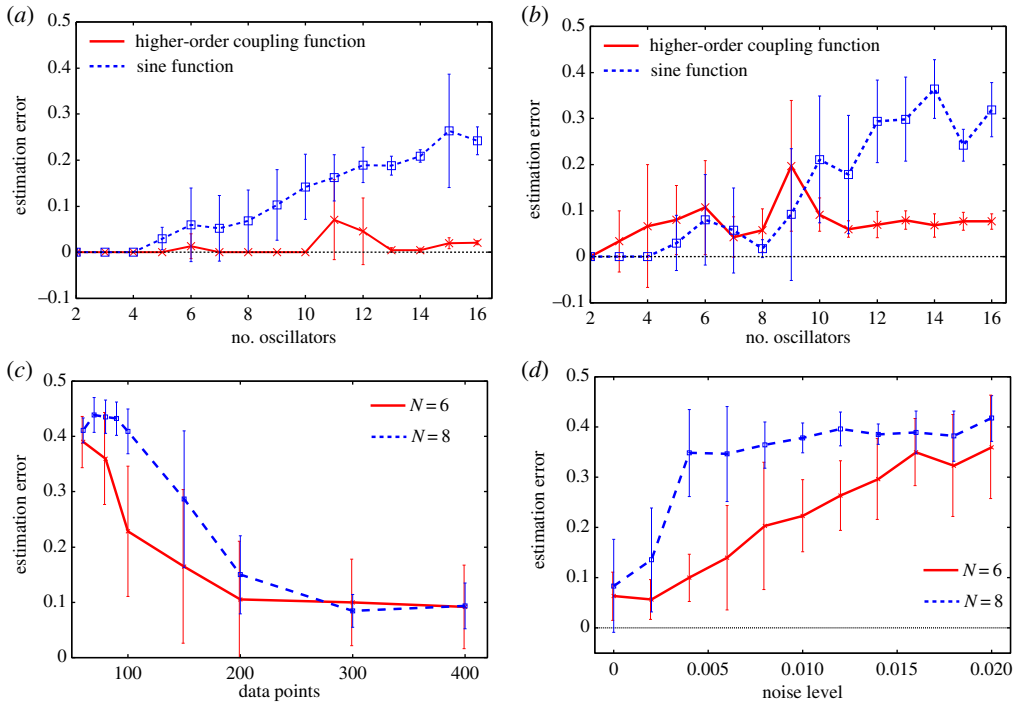 (a)
0.5
higher-order coupling function
sine function
0.4
0.3
0.2
0.1
0
–0.1
estimation error
2 4 6 8 10 12 14 16
no. oscillators
(b)
0.5
higher-order coupling function
sine function
0.4
0.3
0.2
0.1
0
–0.1
estimation error
2 4 6 8 10 12 14 16
no. oscillators
(c)
0.5
N = 6
N = 8
0.4
0.3
0.2
0.1
0
estimation error
100 200 300 400
data points
(d)
0.5
0.4
0.3
0.2
0.1
0
estimation error
N = 6
N = 8
0 0.005 0.010 0.015 0.020
noise level